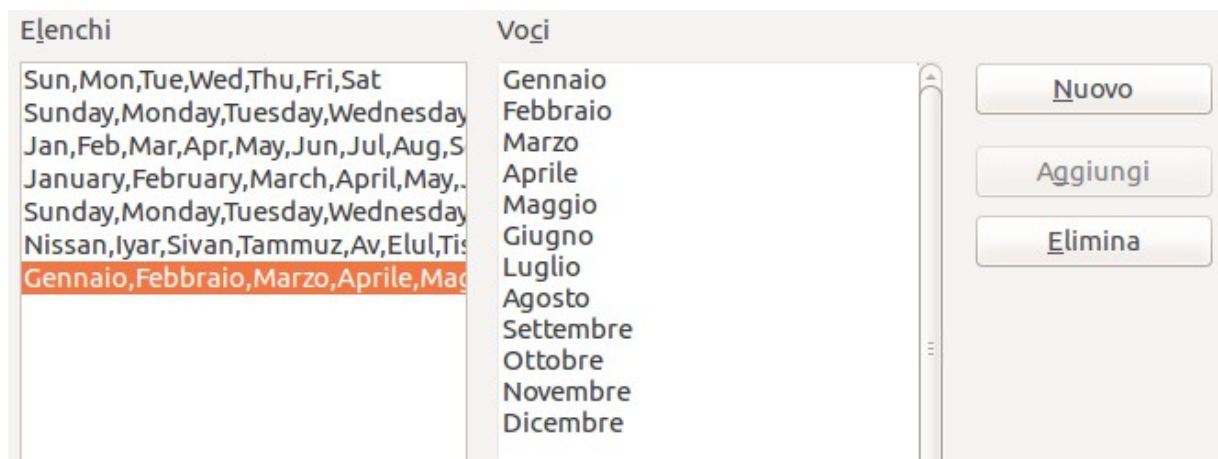 Elenchi
Voci
Sun,Mon,Tue,Wed,Thu,Fri,Sat
Sunday,Monday,Tuesday,Wednesday
Jan,Feb,Mar,Apr,May,Jun,Jul,Aug,S
January,February,March,April,May,
Sunday,Monday,Tuesday,Wednesday
Nissan,Iyar,Sivan,Tammuz,Av,Elul,Tis
Gennaio,Febbraio,Marzo,Aprile,Mag
Gennaio
Febbraio
Marzo
Aprile
Maggio
Giugno
Luglio
Agosto
Settembre
Ottobre
Novembre
Dicembre
Nuovo
Aggiungi
Elimina